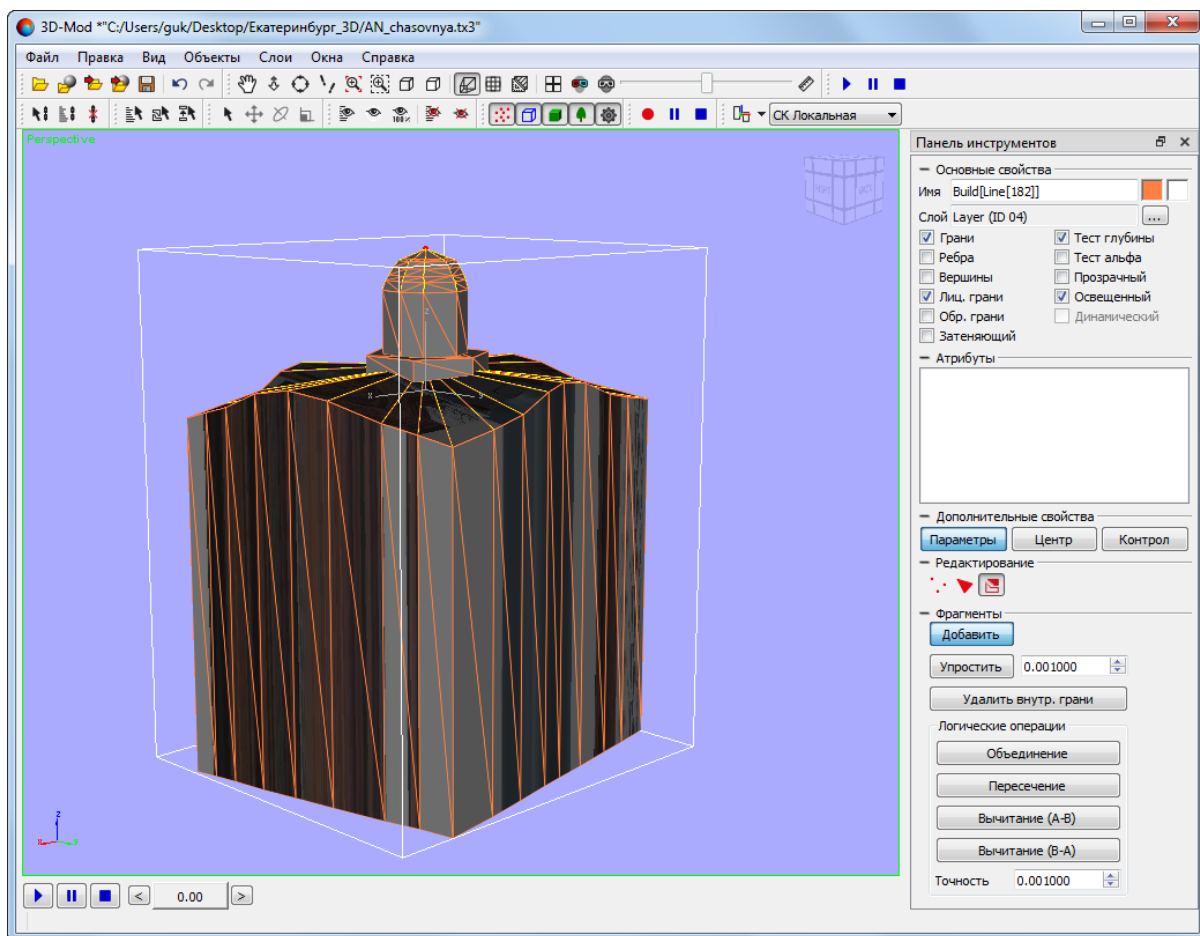 3D-Mod *"C:/Users/guk/Desktop/Екатеринбург_3D/AN_chasovnya.tx3"
Файл Правка Вид Объекты Слои Окна Справка
100%
СК Локальная
Perspective
Панель инструментов
Основные свойства
Имя Build[Line[182]]
Слой Layer (ID 04) ...
Грани Тест глубины
Ребра Тест альфа
Вершины Прозрачный
Лиц. грани Освещенный
Обр. грани Динамический
Затеняющий
Атрибуты
Дополнительные свойства
Параметры Центр Контрол
Редактирование
Фрагменты
Добавить
Упростить 0.001000
Удалить внутр. грани
Логические операции
Объединение
Пересечение
Вычитание (A-B)
Вычитание (B-A)
Точность 0.001000
z
x y
z
x y
< 0.00 >